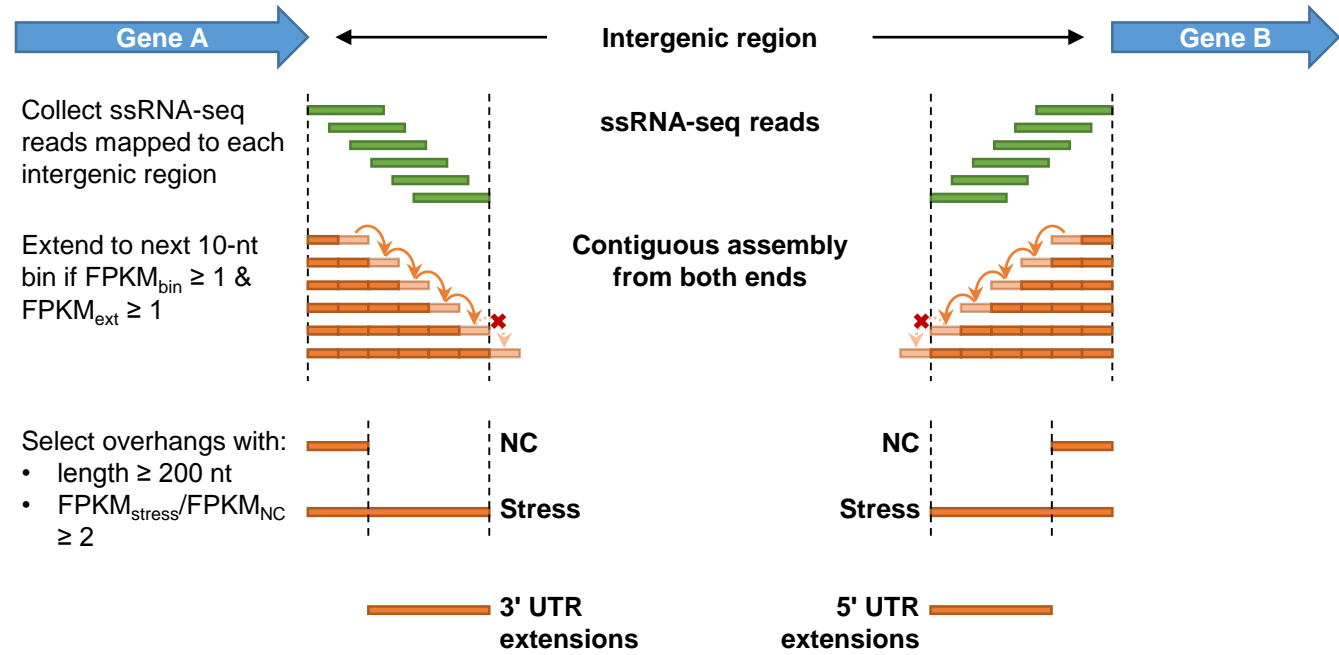 Gene A
Intergenic region
Gene B
Collect ssRNA-seq
reads mapped to each
intergenic region
ssRNA-seq reads
Extend to next 10-nt
bin if FPKMbin ≥ 1 &
FPKMext ≥ 1
Contiguous assembly
from both ends
Select overhangs with:
• length ≥ 200 nt
• FPKMstress/FPKMNC
≥ 2
NC
NC
Stress
Stress
3' UTR
extensions
5' UTR
extensions